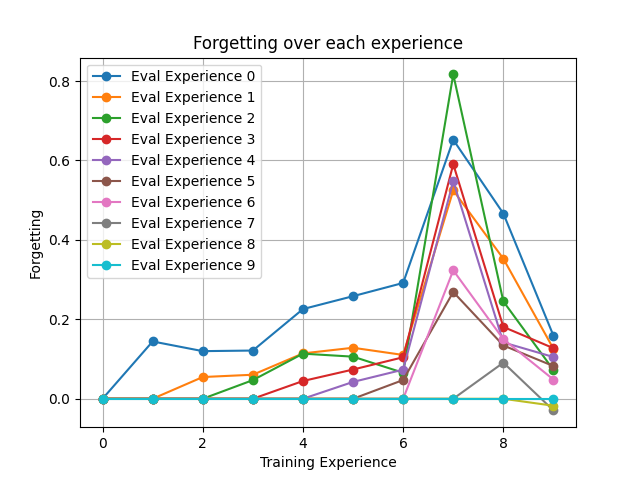 Forgetting over each experience
Eval Experience 0
Eval Experience 1
Eval Experience 2
Eval Experience 3
Eval Experience 4
Eval Experience 5
Eval Experience 6
Eval Experience 7
Eval Experience 8
Eval Experience 9
0.8
0.6
0.4
0.2
0.0
Forgetting
0 2 4 6 8
Training Experience